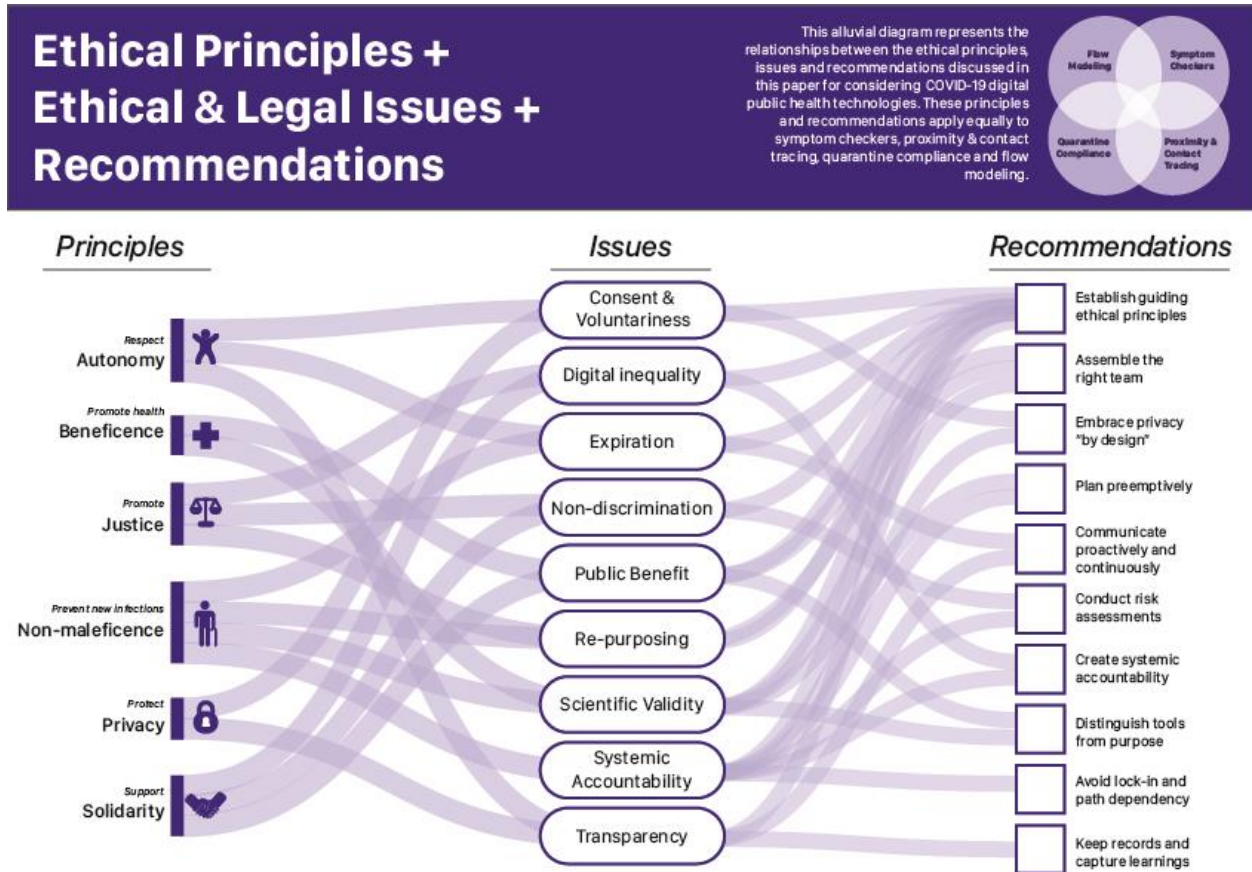 Ethical Principles +
Ethical & Legal Issues +
Recommendations
This alluvial diagram represents the
relationships between the ethical principles,
issues and recommendations discussed in
this paper for considering COVID-19 digital
public health technologies. These principles
and recommendations apply equally to
symptom checkers, proximity & contact
tracing, quarantine compliance and flow
modeling.
Flow
Modeling
Symptom
Checkers
Quarantine
Compliance
Proximity &
Contact
Tracing
Principles
Respect
Autonomy
Promote health
Beneficence
Promote
Justice
Prevent new infections
Non-maleficence
Protect
Privacy
Support
Solidarity
Issues
Consent &
Voluntariness
Digital inequality
Expiration
Non-discrimination
Public Benefit
Re-purposing
Scientific Validity
Systemic
Accountability
Transparency
Recommendations
Establish guiding
ethical principles
Assemble the
right team
Embrace privacy
"by design"
Plan preemptively
Communicate
proactively and
continuously
Conduct risk
assessments
Create systemic
accountability
Distinguish tools
from purpose
Avoid lock-in and
path dependency
Keep records and
capture learnings